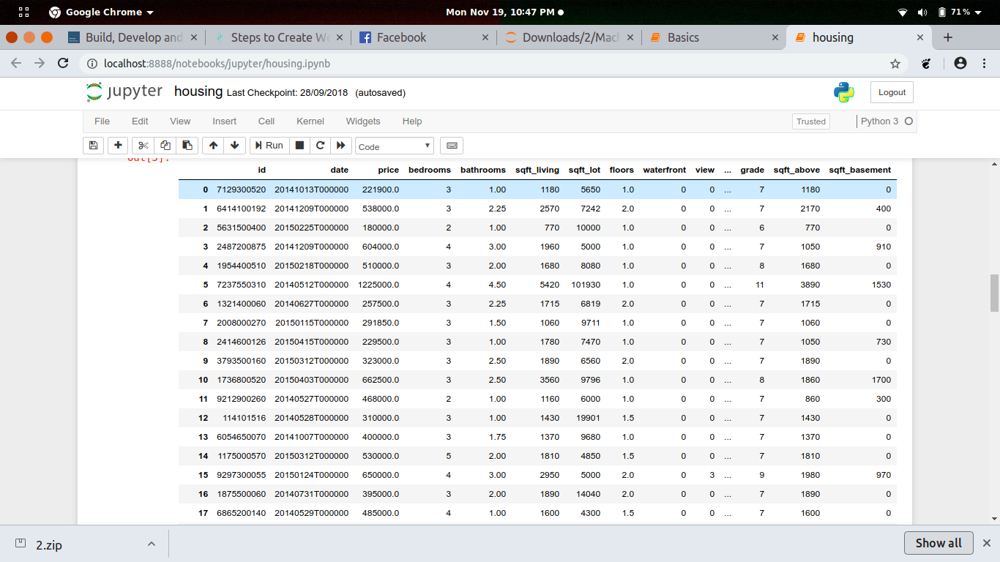 Google Chrome Mon Nov 19, 10:47 PM 71 %
Build, Develop and Steps to Create We Facebook Downloads/2/Mach Basics housing
localhost:8888/notebooks/jupyter/housing.ipynb
jupyter housing Last Checkpoint: 28/09/2018 (autosaved) Logout
File Edit View Insert Cell Kernel Widgets Help Trusted Python 3
Run Code
id date price bedrooms bathrooms sqft_living sqft_lot floors waterfront view ... grade sqft_above sqft_basement
0 7129300520 20141013T000000 221900.0 3 1.00 1180 5650 1.0 0 0 ... 7 1180 0
1 6414100192 20141209T000000 538000.0 3 2.25 2570 7242 2.0 0 0 ... 7 2170 400
2 5631500400 20150225T000000 180000.0 2 1.00 770 10000 1.0 0 0 ... 6 770 0
3 2487200875 20141209T000000 604000.0 4 3.00 1960 5000 1.0 0 0 ... 7 1050 910
4 1954400510 20150218T000000 510000.0 3 2.00 1680 8080 1.0 0 0 ... 8 1680 0
5 7237550310 20140512T000000 1225000.0 4 4.50 5420 101930 1.0 0 0 ... 11 3890 1530
6 1321400060 20140627T000000 257500.0 3 2.25 1715 6819 2.0 0 0 ... 7 1715 0
7 2008000270 20150115T000000 291850.0 3 1.50 1060 9711 1.0 0 0 ... 7 1060 0
8 2414600126 20150415T000000 229500.0 3 1.00 1780 7470 1.0 0 0 ... 7 1050 730
9 3793500160 20150312T000000 323000.0 3 2.50 1890 6560 2.0 0 0 ... 7 1890 0
10 1736800520 20150403T000000 662500.0 3 2.50 3560 9796 1.0 0 0 ... 8 1860 1700
11 9212900260 20140527T000000 468000.0 2 1.00 1160 6000 1.0 0 0 ... 7 860 300
12 114101516 20140528T000000 310000.0 3 1.00 1430 19901 1.5 0 0 ... 7 1430 0
13 6054650070 20141007T000000 400000.0 3 1.75 1370 9680 1.0 0 0 ... 7 1370 0
14 1175000570 20150312T000000 530000.0 5 2.00 1810 4850 1.5 0 0 ... 7 1810 0
15 9297300055 20150124T000000 650000.0 4 3.00 2950 5000 2.0 0 3 ... 9 1980 970
16 1875500060 20140731T000000 395000.0 3 2.00 1890 14040 2.0 0 0 ... 7 1890 0
17 6865200140 20140529T000000 485000.0 4 1.00 1600 4300 1.5 0 0 ... 7 1600 0
2.zip Show all